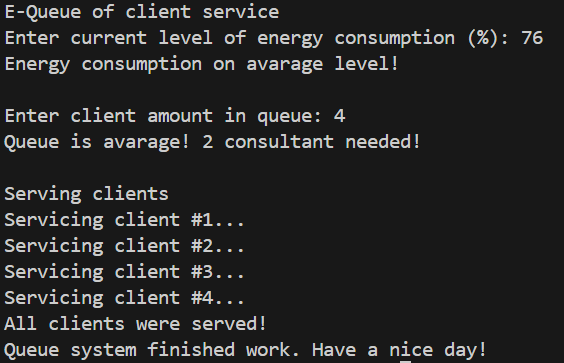 E-Queue of client service
Enter current level of energy consumption (%): 76
Energy consumption on avarage level!
Enter client amount in queue: 4
Queue is avarage! 2 consultant needed!
Serving clients
Servicing client #1...
Servicing client #2...
Servicing client #3...
Servicing client #4...
All clients were served!
Queue system finished work. Have a nice day!